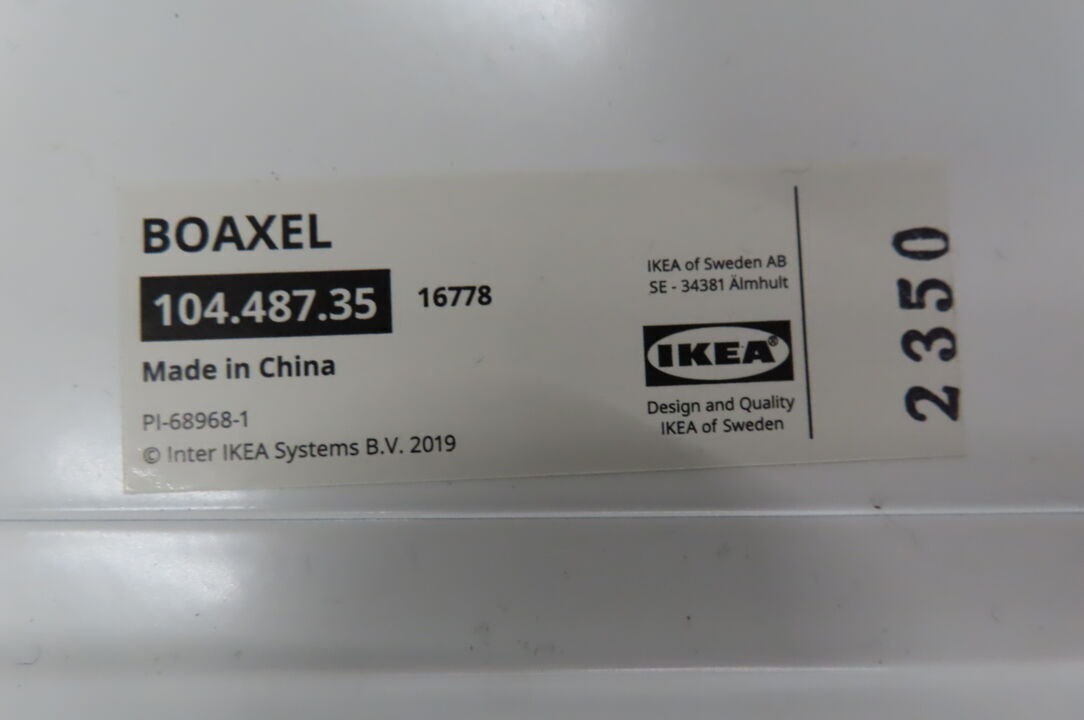 BOAXEL
104.487.35 16778
Made in China
PI-68968-1
© Inter IKEA Systems B.V. 2019
IKEA of Sweden AB
SE - 34381 Älmhult
IKEA®
Design and Quality
IKEA of Sweden
2350